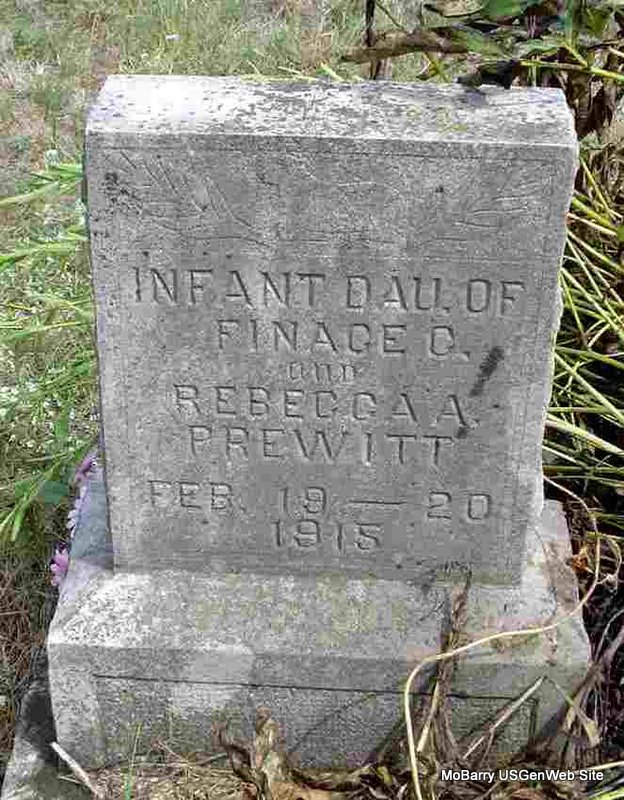 INFANT DAU. OF
FINACE C.
and
REBECCA A.
PREWITT
FEB. 19 — 20
1915
MoBarry USGenWeb Site